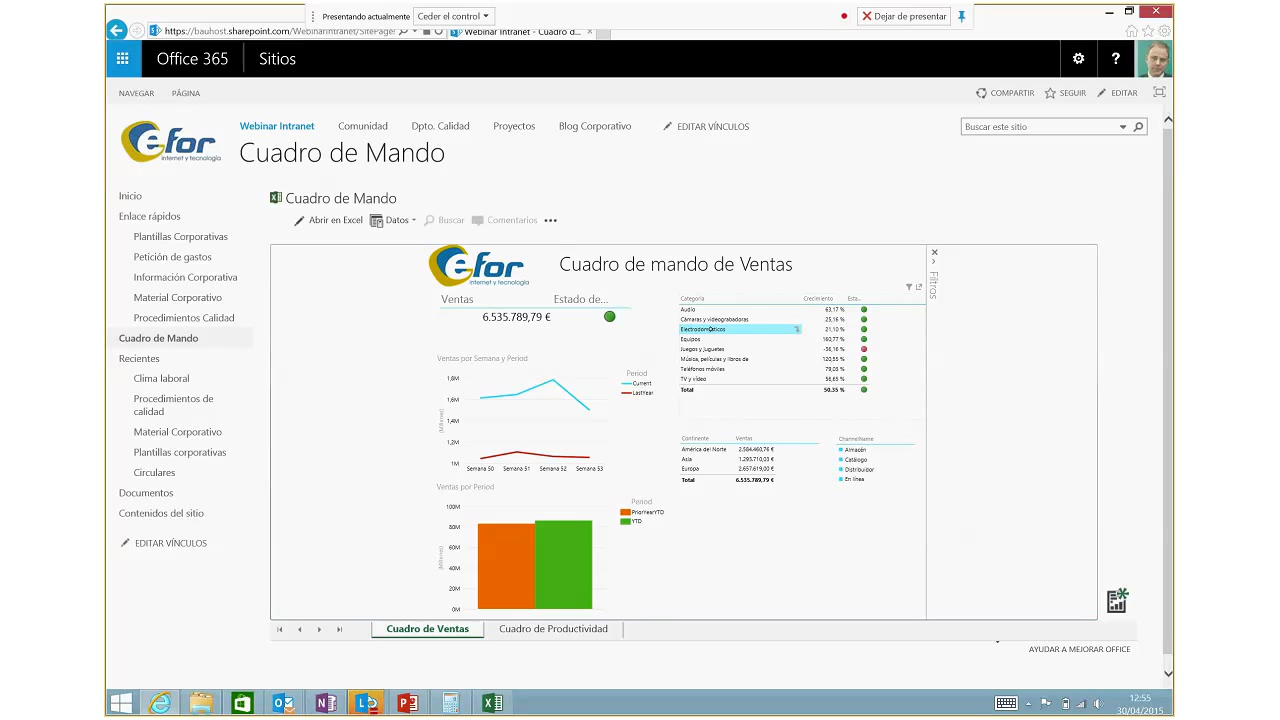 Presentando actualmente Ceder el control Dejar de presentar
https://bauhost.sharepoint.com/WebinarIntranet/SitePager Webinar Intranet - Cuadro d...
Office 365 Sitios ?
NAVEGAR PÁGINA COMPARTIR SEGUIR EDITAR
Webinar Intranet Comunidad Dpto. Calidad Proyectos Blog Corporativo EDITAR VÍNCULOS
Buscar este sitio
efor
internet y tecnología
Cuadro de Mando
Inicio
Enlace rápidos
Plantillas Corporativas
Petición de gastos
Información Corporativa
Material Corporativo
Procedimientos Calidad
Cuadro de Mando
Recientes
Clima laboral
Procedimientos de
calidad
Material Corporativo
Plantillas corporativas
Circulares
Documentos
Contenidos del sitio
EDITAR VÍNCULOS
Cuadro de Mando
Abrir en Excel Datos Buscar Comentarios •••
efor
internet y tecnología
Cuadro de mando de Ventas
Ventas Estado de...
6.535.789,79 €
Categoría Crecimiento Esta...
Audio 63,17 %
Cámaras y videograbadoras 25,16 %
Electrodomésticos 21,10 %
Equipos 160,77 %
Juegos y juguetes -36,16 %
Música, películas y libros de 120,55 %
Teléfonos móviles 79,03 %
TV y vídeo 56,65 %
Total 50,35 %
Filtros
Ventas por Semana y Period
Period
Current
LastYear
(Millones)
1,8M
1,6M
1,4M
1,2M
1M
Semana 50 Semana 51 Semana 52 Semana 53
Continente Ventas
América del Norte 2.584.460,76 €
Asia 1.293.710,03 €
Europa 2.657.619,00 €
Total 6.535.789,79 €
ChannelName
Almacén
Catálogo
Distribuidor
En línea
Ventas por Period
Period
PriorYearYTD
YTD
(Millones)
100M
80M
60M
40M
20M
0M
Cuadro de Ventas Cuadro de Productividad
AYUDAR A MEJORAR OFFICE
12:55
30/04/2015